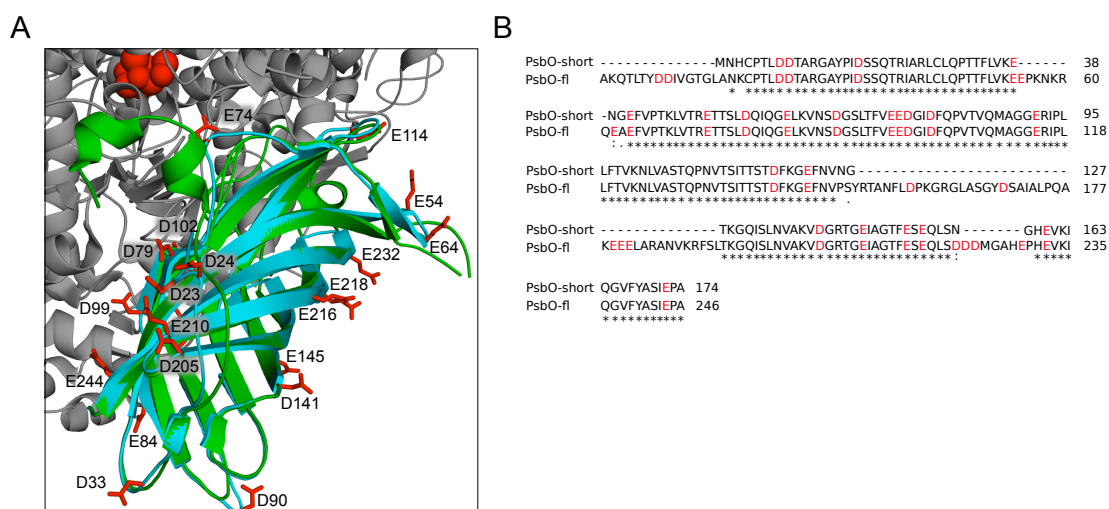 A
E74
E114
E54
E64
D102
D79
D24
E232
D23
E218
D99
E210
E216
D205
E145
E244
D141
E84
D33
D90
B
PsbO-short ---------------MNHCPTLDDTARGAYPIDSSQTRIARLCLQPTTFLVKE------ 38
PsbO-fl AKQTLTYDDIVGTGLANKCPTLDDTARGAYPIDSSQTRIARLCLQPTTFLVKEEPKNKR 60
* ***********************************
PsbO-short -NGEFVPTKLVTRETTSLDQIQGELKVNSDGSLTFVEEDGIDFQPVTVQMAGGERIPL 95
PsbO-fl QEAEFVPTKLVTRETTSLDQIQGELKVNSDGSLTFVEEDGIDFQPVTVQMAGGERIPL 118
:.*******************************************************
PsbO-short LFTVKNLVASTQPNVTSITTSTDFKGEFNVNG--------------------------- 127
PsbO-fl LFTVKNLVASTQPNVTSITTSTDFKGEFNVPSYRTANFLDPKGRGLASGYDSAIALPQA 177
****************************** .
PsbO-short TKGQISLNVAKVDGRTGEIAGTFESEQLSN-------GHEVKI 163
PsbO-fl KEEELARANVKRFSLTKGQISLNVAKVDGRTGEIAGTFESEQLSDDDMGAHEPHEVKI 235
*****************************: *****
PsbO-short QGVFYASIEPA 174
PsbO-fl QGVFYASIEPA 246
***********